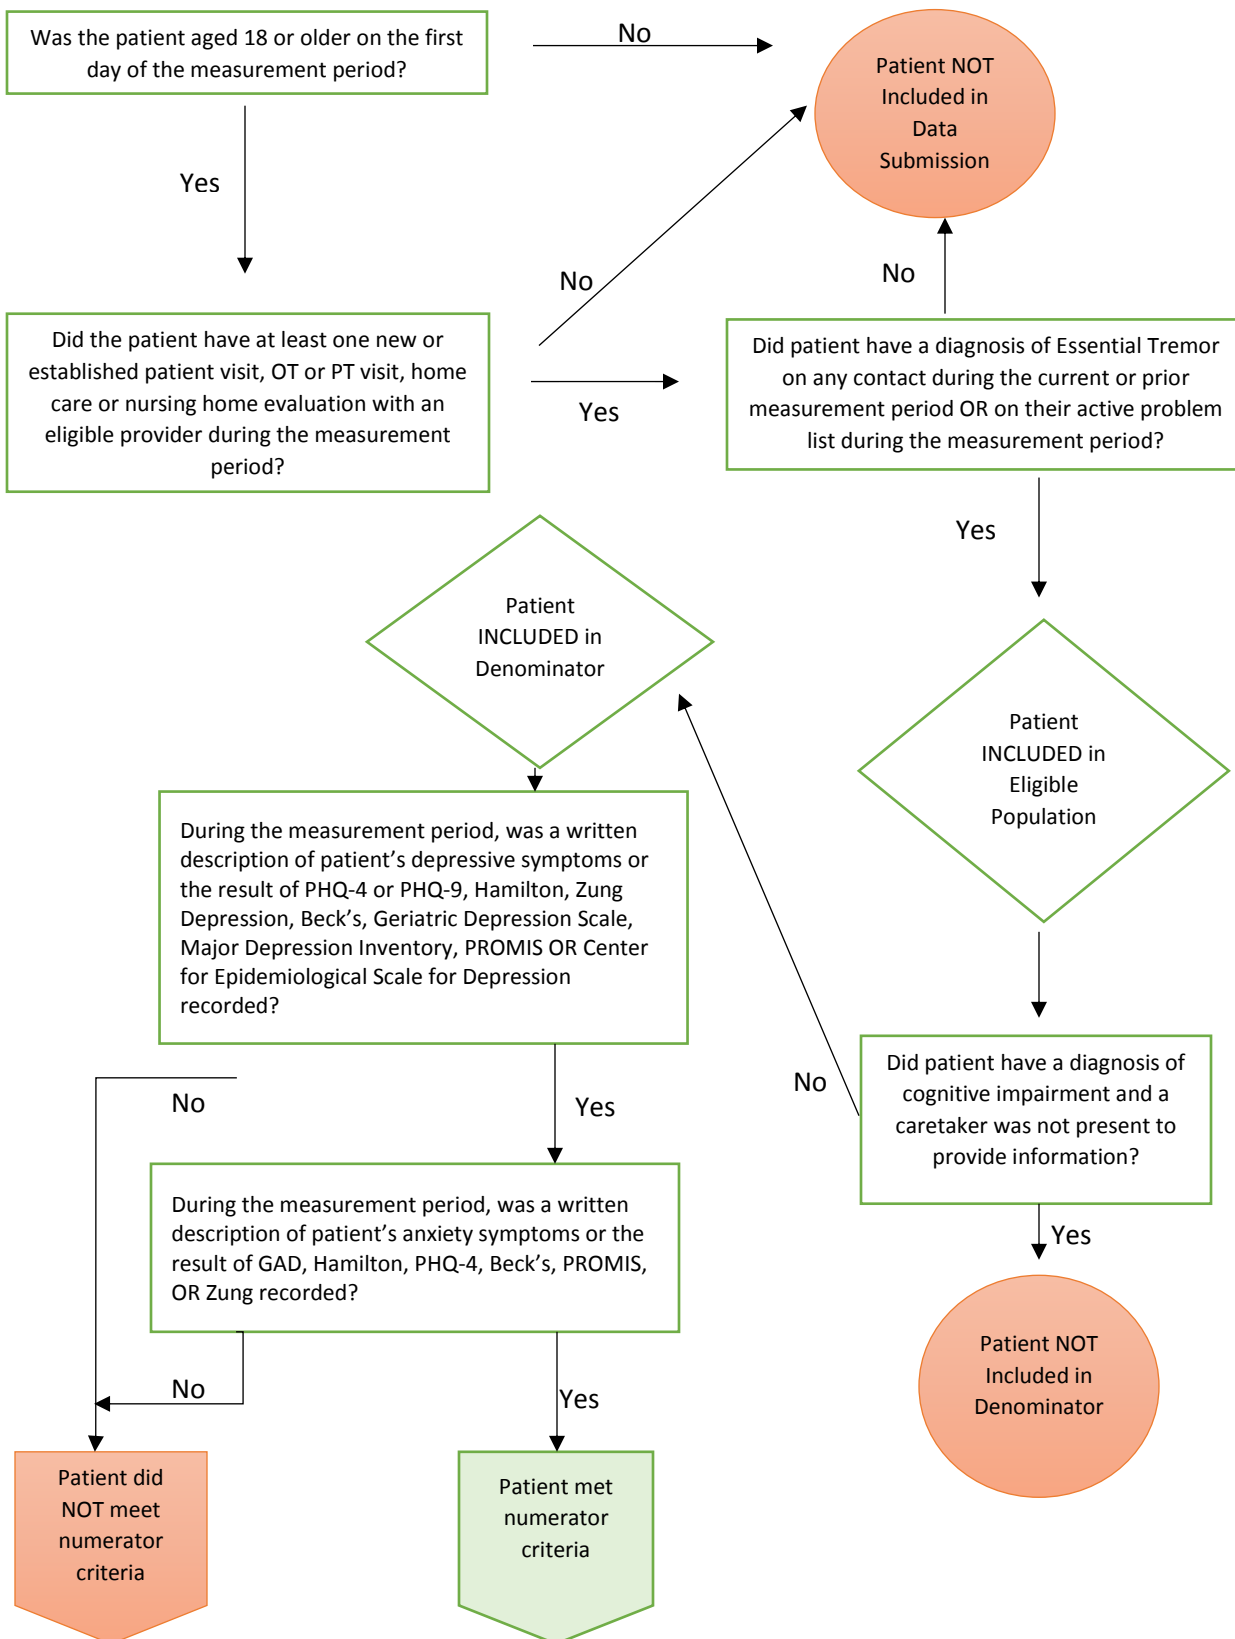 Was the patient aged 18 or older on the first
day of the measurement period?
No
Patient NOT
Included in
Data
Submission
Yes
No
No
Did the patient have at least one new or
established patient visit, OT or PT visit, home
care or nursing home evaluation with an
eligible provider during the measurement
period?
Yes
Did patient have a diagnosis of Essential Tremor
on any contact during the current or prior
measurement period OR on their active problem
list during the measurement period?
Yes
Patient
INCLUDED in
Eligible
Population
Did patient have a diagnosis of
cognitive impairment and a
caretaker was not present to
provide information?
No
Yes
Patient NOT
Included in
Denominator
Patient
INCLUDED in
Denominator
During the measurement period, was a written
description of patient’s depressive symptoms or
the result of PHQ-4 or PHQ-9, Hamilton, Zung
Depression, Beck’s, Geriatric Depression Scale,
Major Depression Inventory, PROMIS OR Center
for Epidemiological Scale for Depression
recorded?
No
Yes
During the measurement period, was a written
description of patient’s anxiety symptoms or the
result of GAD, Hamilton, PHQ-4, Beck’s, PROMIS,
OR Zung recorded?
No
Yes
Patient did
NOT meet
numerator
criteria
Patient met
numerator
criteria